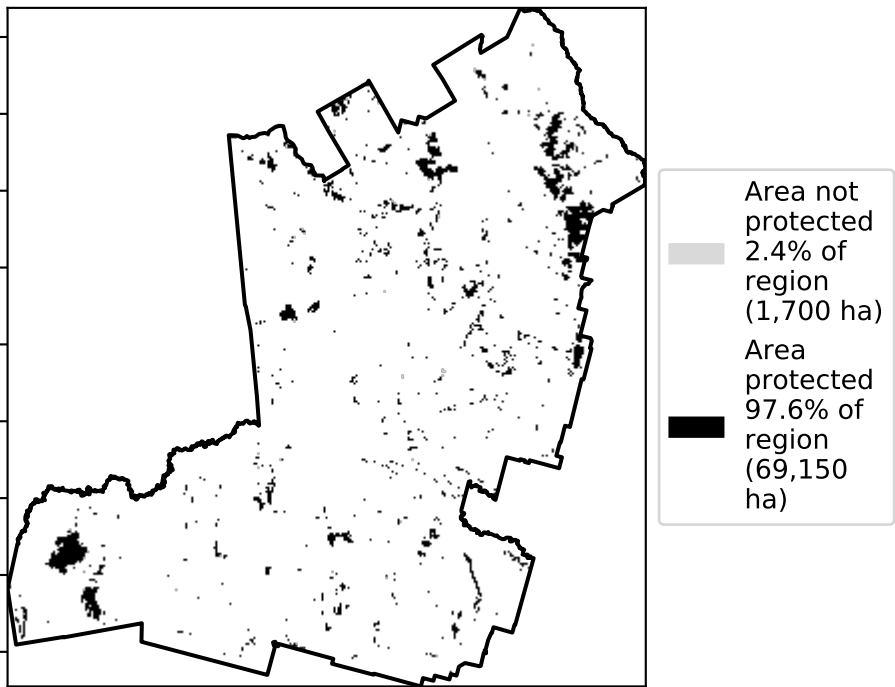 Area not
protected
2.4% of
region
(1,700 ha)
Area
protected
97.6% of
region
(69,150
ha)